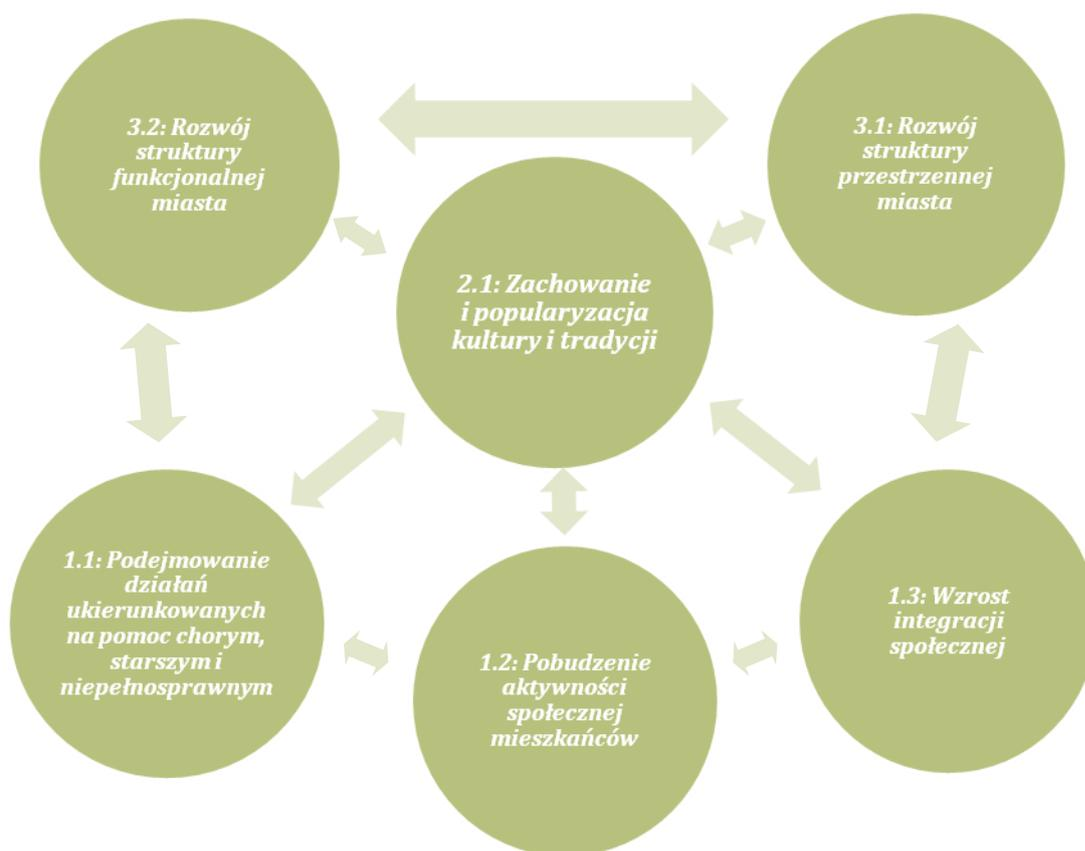 3.2: Rozwój
struktury
funkcjonalnej
miasta
3.1: Rozwój
struktury
przestrzennej
miasta
2.1: Zachowanie
i popularyzacja
kultury i tradycji
1.1: Podejmowanie
działań
ukierunkowanych
na pomoc chorym,
starszym i
niepełnosprawnym
1.2: Pobudzenie
aktywności
społecznej
mieszkańców
1.3: Wzrost
integracji
społecznej